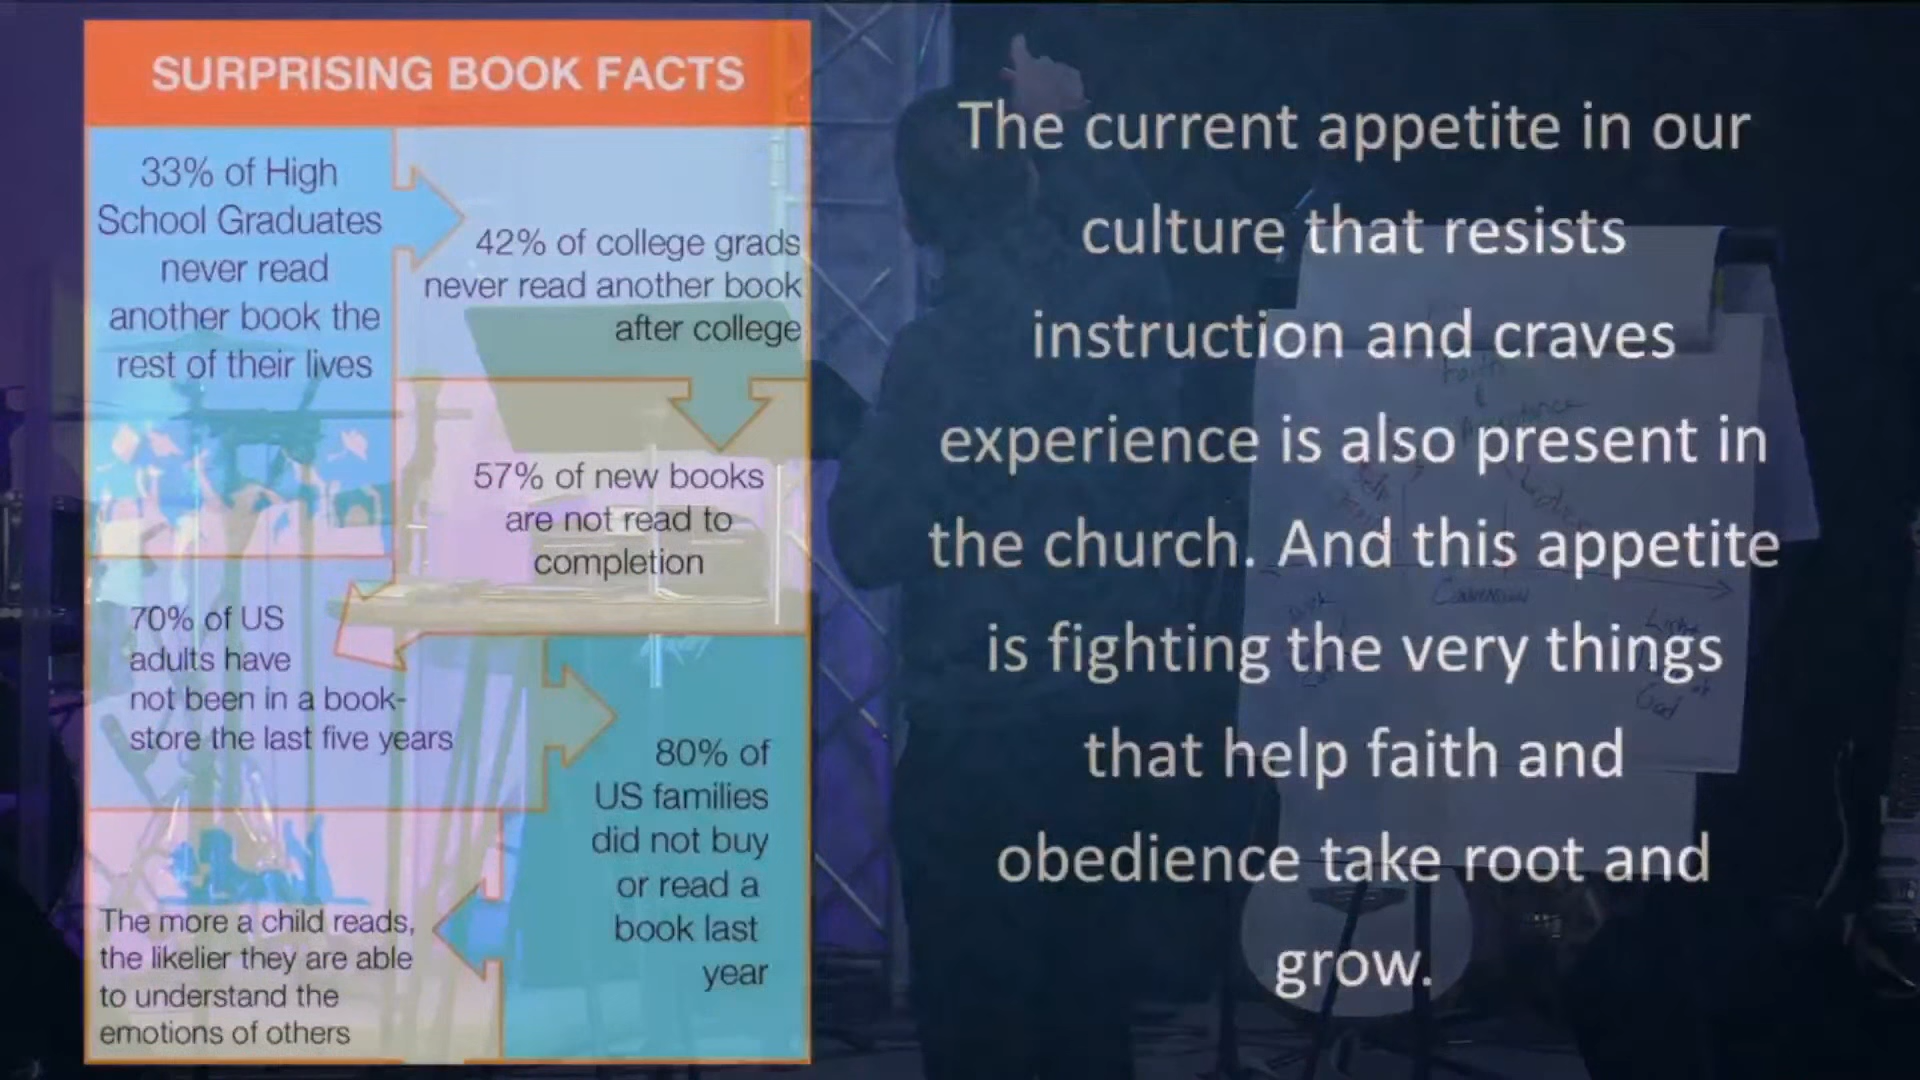 SURPRISING BOOK FACTS
33% of High
School Graduates
never read
another book the
rest of their lives
42% of college grads
never read another book
after college
57% of new books
are not read to
completion
70% of US
adults have
not been in a book-
store the last five years
80% of
US families
did not buy
or read a
book last
year
The more a child reads,
the likelier they are able
to understand the
emotions of others
The current appetite in our
culture that resists
instruction and craves
experience is also present in
the church. And this appetite
is fighting the very things
that help faith and
obedience take root and
grow.
Faith
Conversion
God